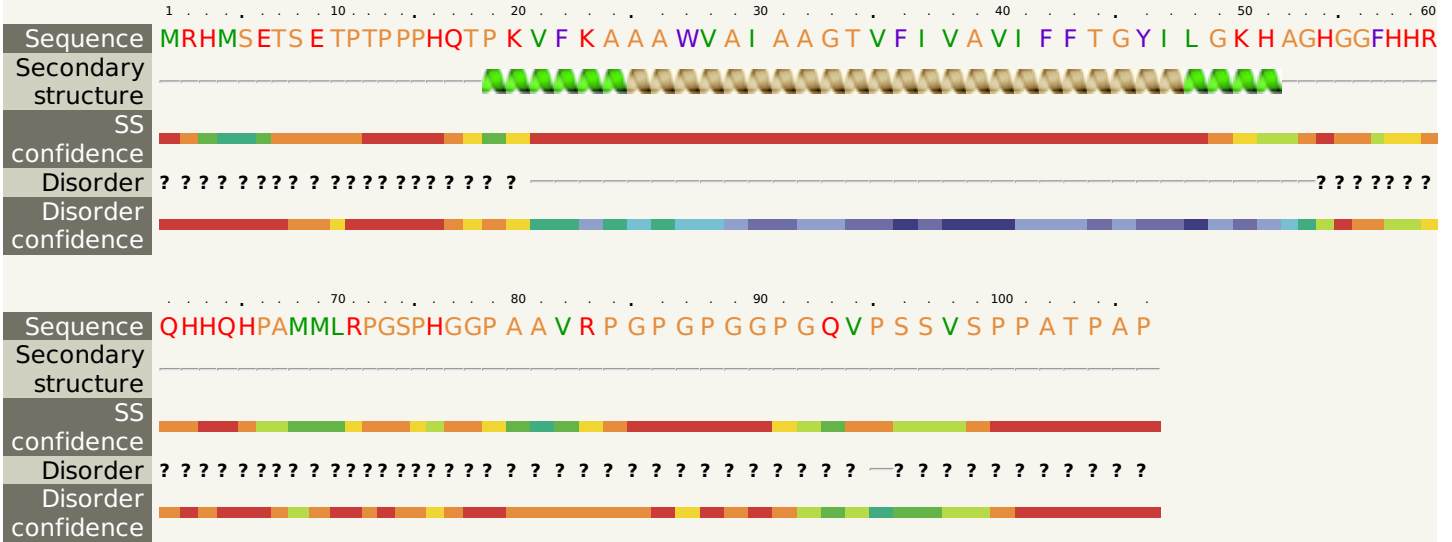 1 . . . . . . . . 10 . . . . . . . . . 20 . . . . . . . . . 30 . . . . . . . . . 40 . . . . . . . . . 50 . . . . . . . . . 60
Sequence MRHMSETSETPTPPPHQTPKVFKAAAWVAIAAGTVFIVAVIFFTGYILGKHAGHGGFHHR
Secondary
structure
SS
confidence
Disorder ???????????????????? ???????
Disorder
confidence
. . . . . . . . . 70 . . . . . . . . . 80 . . . . . . . . . 90 . . . . . . . . . 100 . . . . . .
Sequence QHHQHPAMMLRPGSPHGGPAAVRPGPGPGGPGQVPSSVSPPATPAP
Secondary
structure
SS
confidence
Disorder ?????????????????????????????????? ???????????
Disorder
confidence